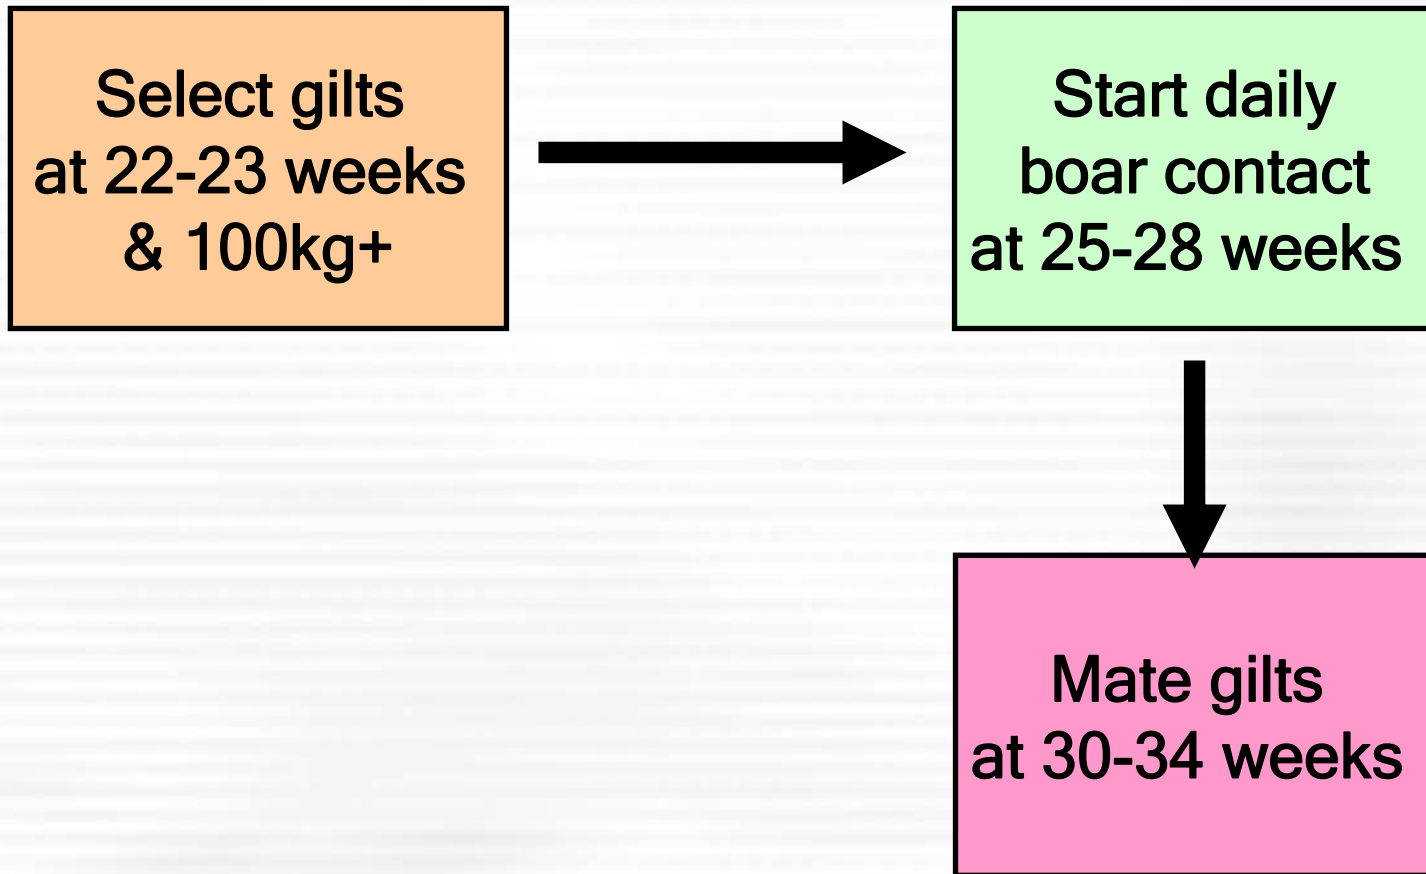 Select gilts
at 22-23 weeks
& 100kg+
Start daily
boar contact
at 25-28 weeks
Mate gilts
at 30-34 weeks